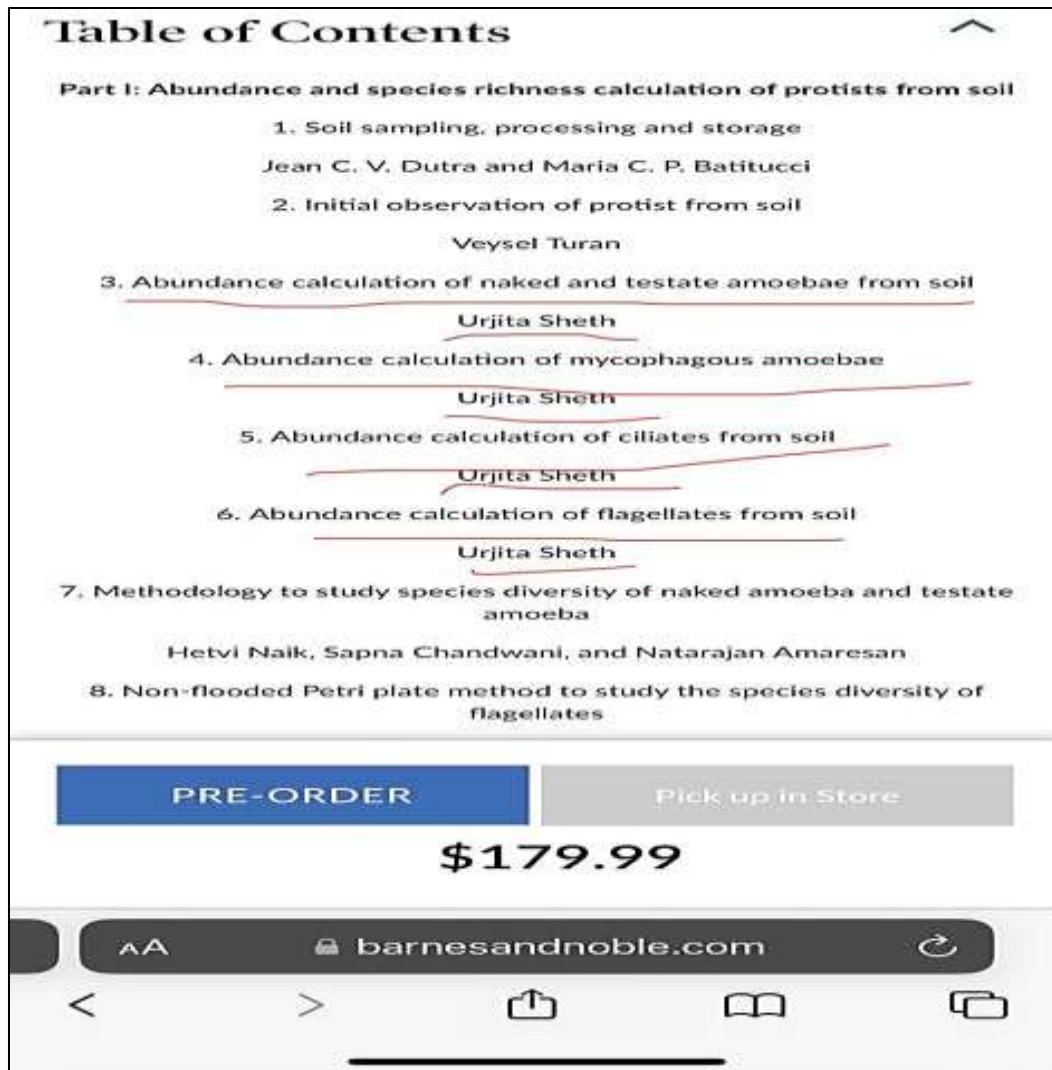 Table of Contents
Part I: Abundance and species richness calculation of protists from soil
1. Soil sampling, processing and storage
Jean C. V. Dutra and Maria C. P. Batitucci
2. Initial observation of protist from soil
Veysel Turan
3. Abundance calculation of naked and testate amoebae from soil
Urjita Sheth
4. Abundance calculation of mycophagous amoebae
Urjita Sheth
5. Abundance calculation of ciliates from soil
Urjita Sheth
6. Abundance calculation of flagellates from soil
Urjita Sheth
7. Methodology to study species diversity of naked amoeba and testate
amoeba
Hetvi Naik, Sapna Chandwani, and Natarajan Amaresan
8. Non-flooded Petri plate method to study the species diversity of
flagellates
PRE-ORDER
Pick up in Store
$179.99
AA
barnesandnoble.com